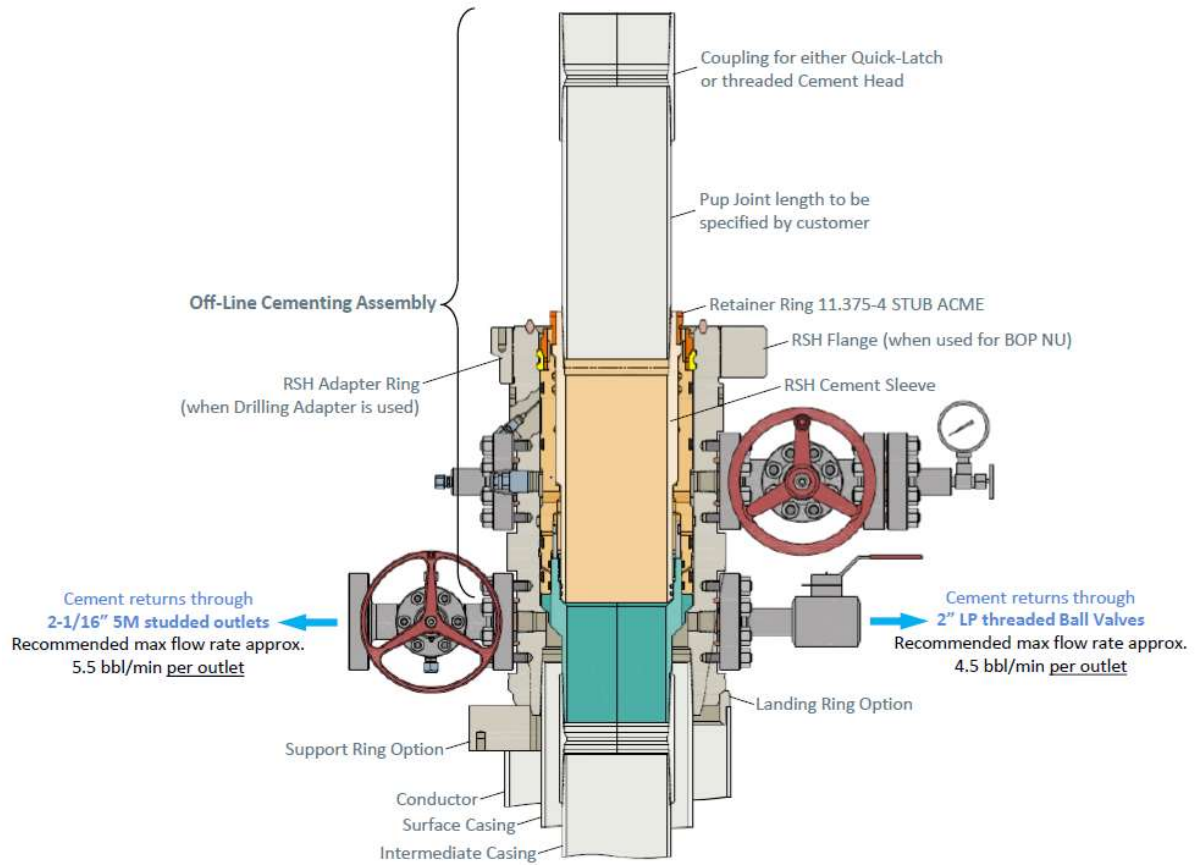 Coupling for either Quick-Latch
or threaded Cement Head
Pup Joint length to be
specified by customer
Off-Line Cementing Assembly
Retainer Ring 11.375-4 STUB ACME
RSH Flange (when used for BOP NU)
RSH Adapter Ring
(when Drilling Adapter is used)
RSH Cement Sleeve
Cement returns through
2-1/16” 5M studded outlets
Recommended max flow rate approx.
5.5 bbl/min per outlet
Cement returns through
2” LP threaded Ball Valves
Recommended max flow rate approx.
4.5 bbl/min per outlet
Landing Ring Option
Support Ring Option
Conductor
Surface Casing
Intermediate Casing